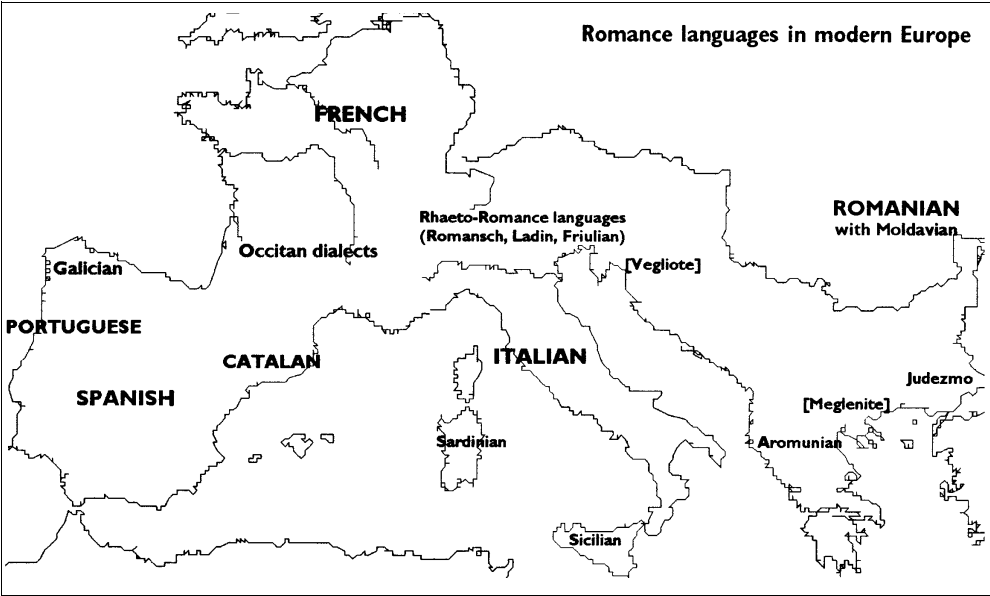 Romance languages in modern Europe
FRENCH
ROMANIAN
with Moldavian
Rhaeto-Romance languages
(Romansch, Ladin, Friulian)
Occitan dialects
Galician
[Vegliote]
PORTUGUESE
CATALAN
ITALIAN
SPANISH
Judezmo
[Meglenite]
Sardinian
Aromunian
Sicilian